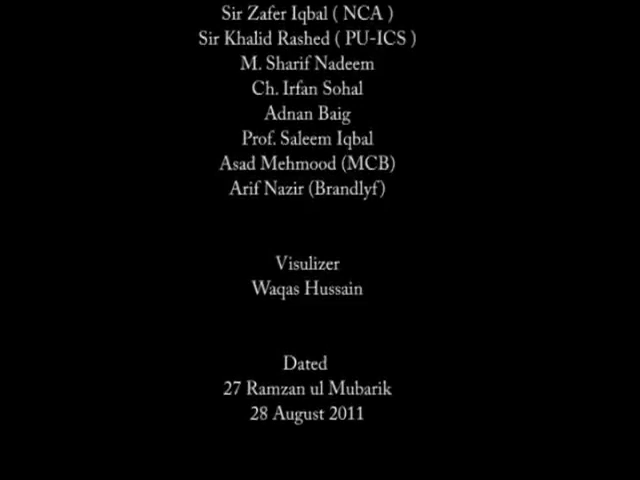 Sir Zafer Iqbal ( NCA )
Sir Khalid Rashed ( PU-ICS )
M. Sharif Nadeem
Ch. Irfan Sohal
Adnan Baig
Prof. Saleem Iqbal
Asad Mehmood (MCB)
Arif Nazir (Brandlyf)
Visulizer
Waqas Hussain
Dated
27 Ramzan ul Mubarik
28 August 2011